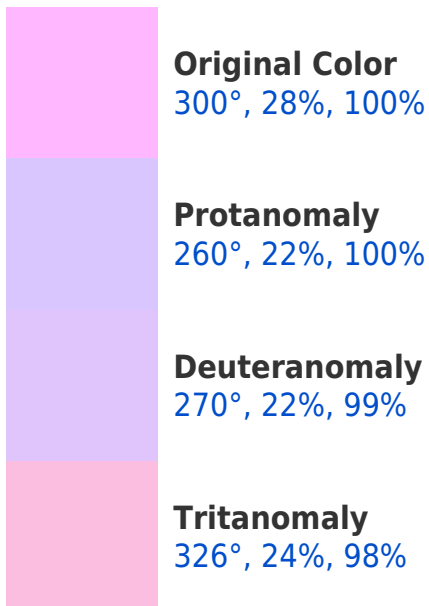 Original Color
300°, 28%, 100%
Protanomaly
260°, 22%, 100%
Deuteranomaly
270°, 22%, 99%
Tritanomaly
326°, 24%, 98%